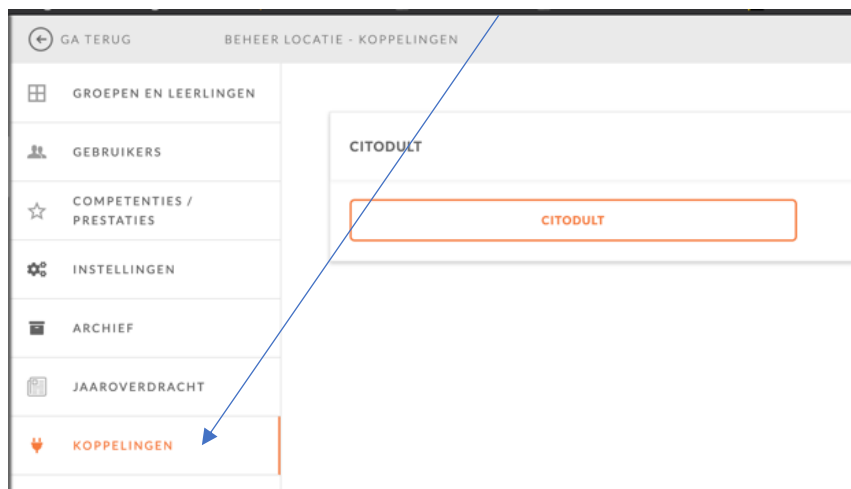 GA TERUG
BEHEER LOCATIE - KOPPELINGEN
GROEPEN EN LEERLINGEN
GEBRUIKERS
COMPETENTIES /
PRESTATIES
INSTELLINGEN
ARCHIEF
JAAROVERDRACHT
KOPPELINGEN
CITODULT
CITODULT